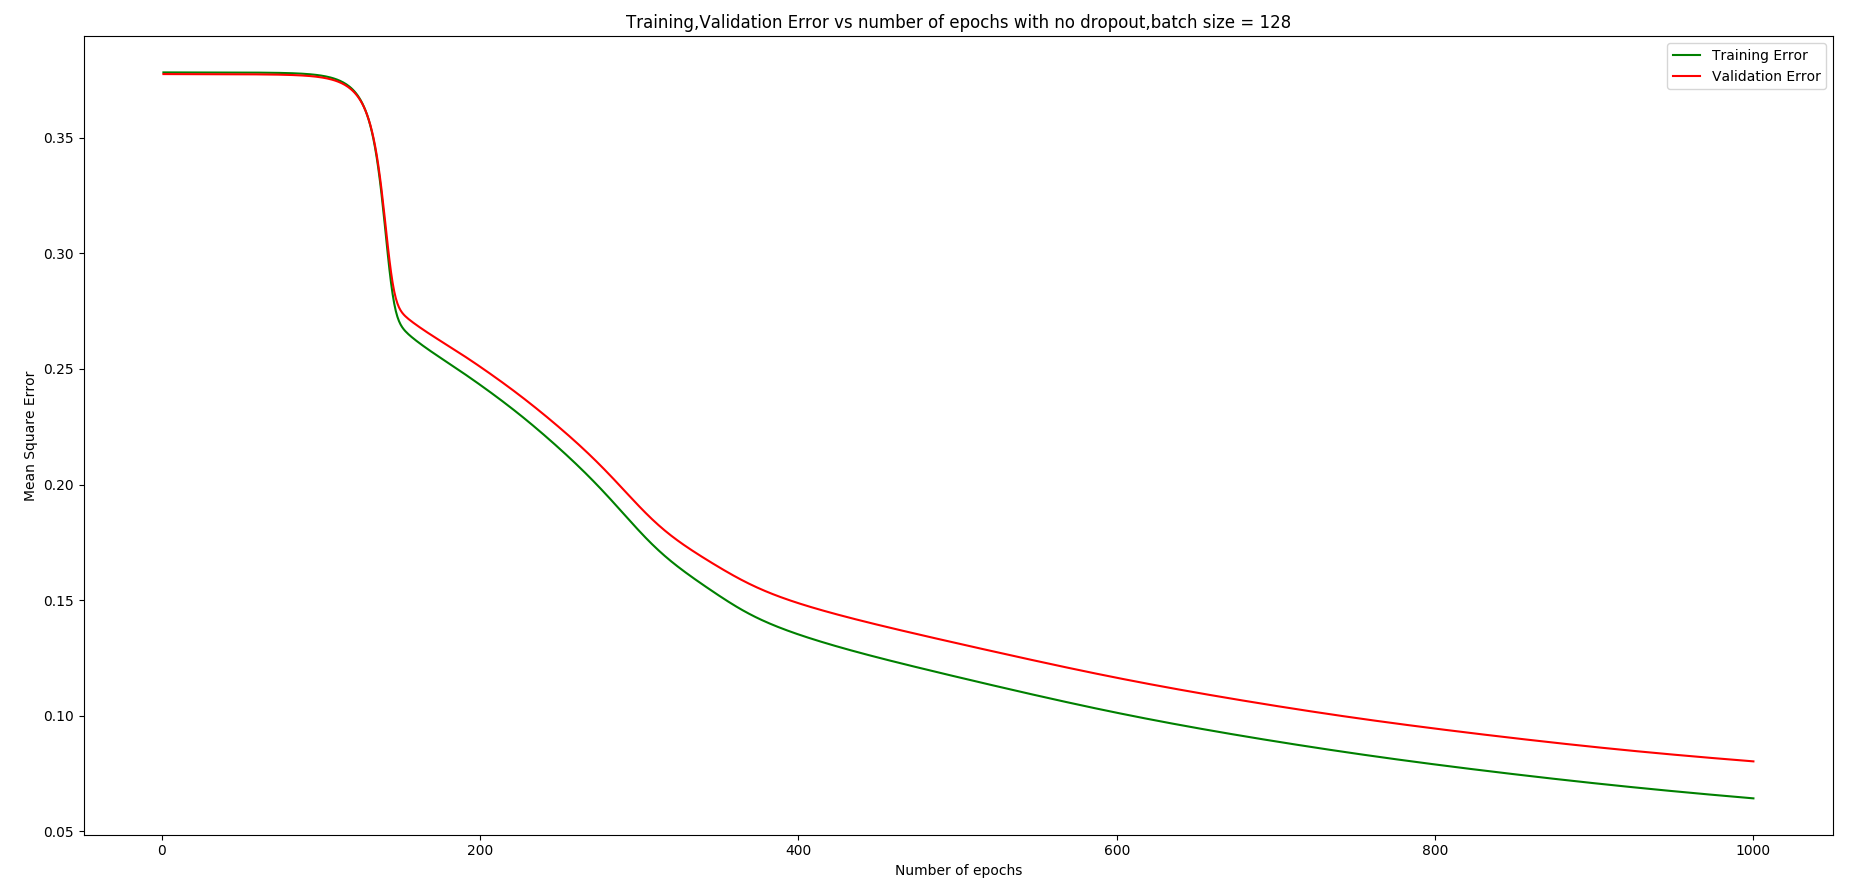 Training,Validation Error vs number of epochs with no dropout,batch size = 128
Training Error
Validation Error
0.35
0.30
0.25
0.20
0.15
0.10
0.05
Mean Square Error
0
200
400
600
800
1000
Number of epochs